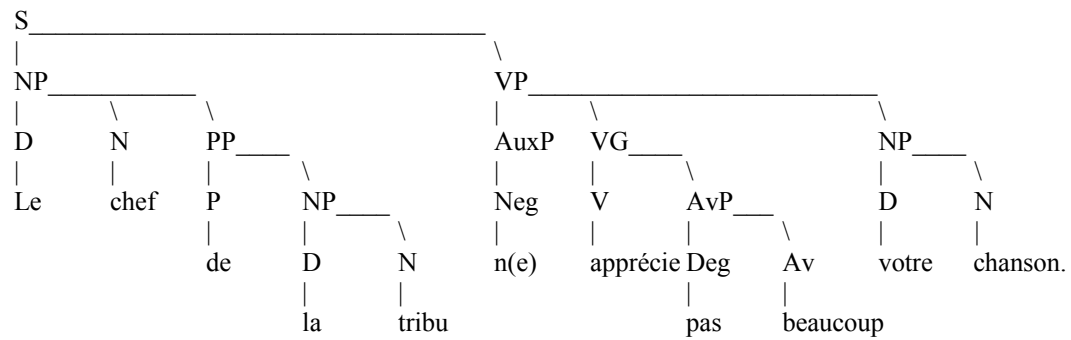 S
NP VP
D N PP AuxP VG NP
Le chef P NP Neg V AvP D N
de D N n(e) apprécie Deg Av votre chanson.
la tribu pas beaucoup